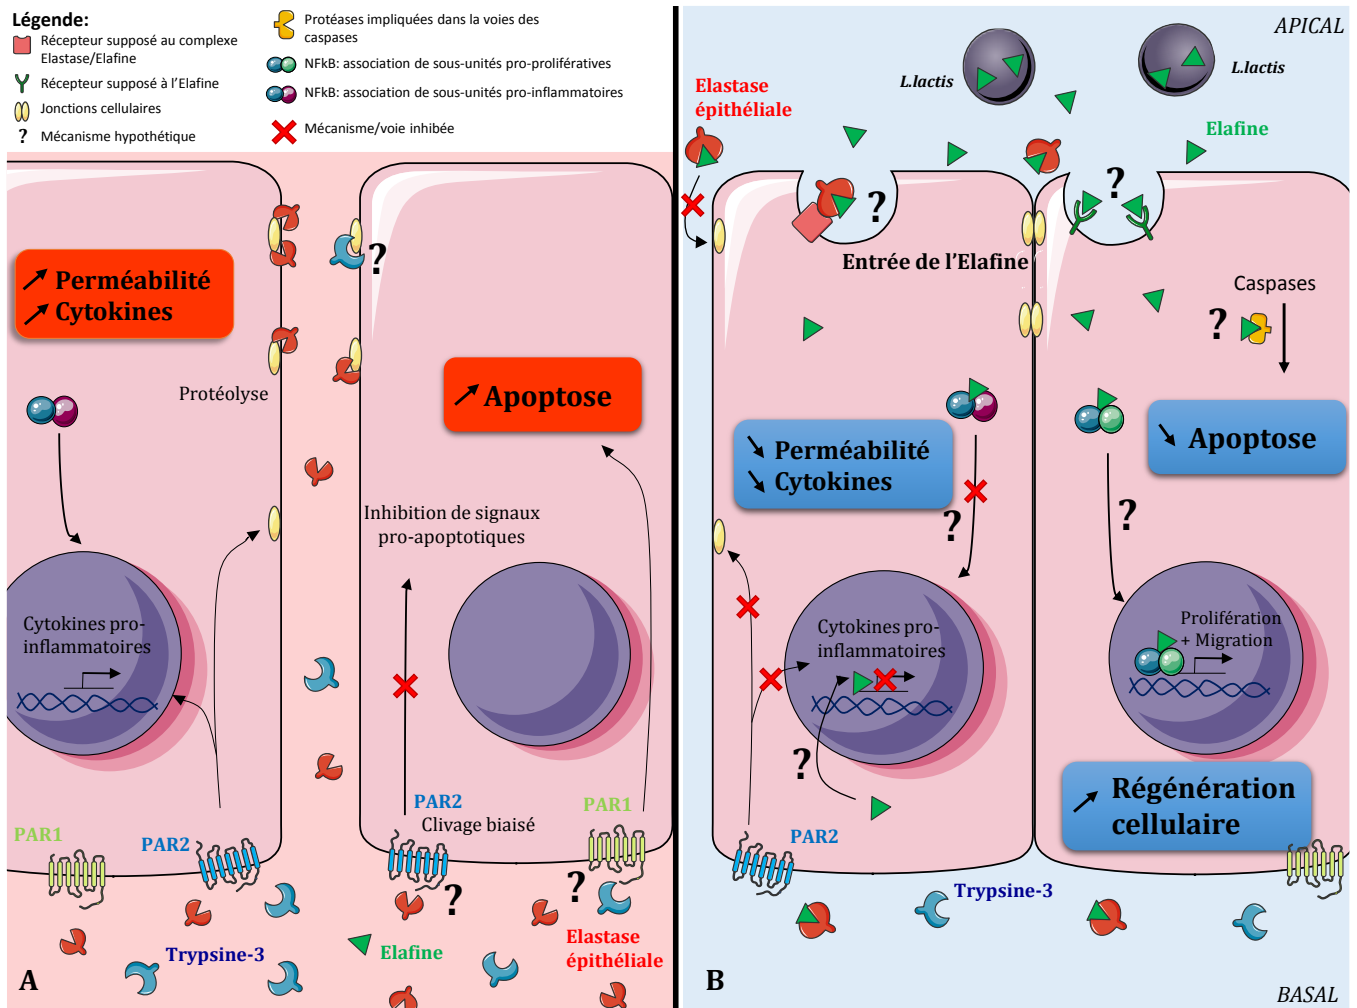 Légende:
Récepteur supposé au complexe
Elastase/Elafine
Récepteur supposé à l'Elafine
Jonctions cellulaires
? Mécanisme hypothétique
Protéases impliquées dans la voies des
caspases
NFkB: association de sous-unités pro-prolifératives
NFkB: association de sous-unités pro-inflammatoires
Mécanisme/voie inhibée
?
Perméabilité
Cytokines
Protéolyse
Apoptose
Inhibition de signaux
pro-apoptotiques
Cytokines pro-
inflammatoires
PAR1
PAR2
PAR2
Clivage biaisé
PAR1
?
?
Trypsine-3
Elafine
Elastase
épithéliale
A
APICAL
L.lactis
L.lactis
Elastase
épithéliale
Elafine
?
?
Entrée de l'Elafine
Caspases
?
Perméabilité
Cytokines
Apoptose
?
?
Cytokines pro-
inflammatoires
Prolifération
+ Migration
?
Régénération
cellulaire
PAR2
Trypsine-3
B
BASAL